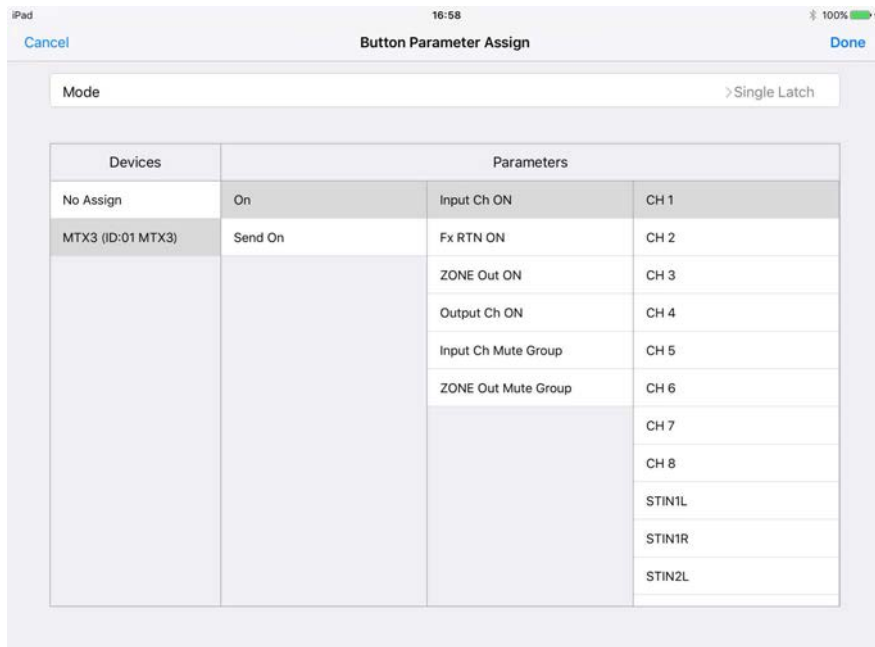 iPad 16:58 100%
Cancel Button Parameter Assign Done
Mode >Single Latch
Devices Parameters
No Assign On Input Ch ON CH 1
MTX3 (ID:01 MTX3) Send On Fx RTN ON CH 2
ZONE Out ON CH 3
Output Ch ON CH 4
Input Ch Mute Group CH 5
ZONE Out Mute Group CH 6
CH 7
CH 8
STIN1L
STIN1R
STIN2L